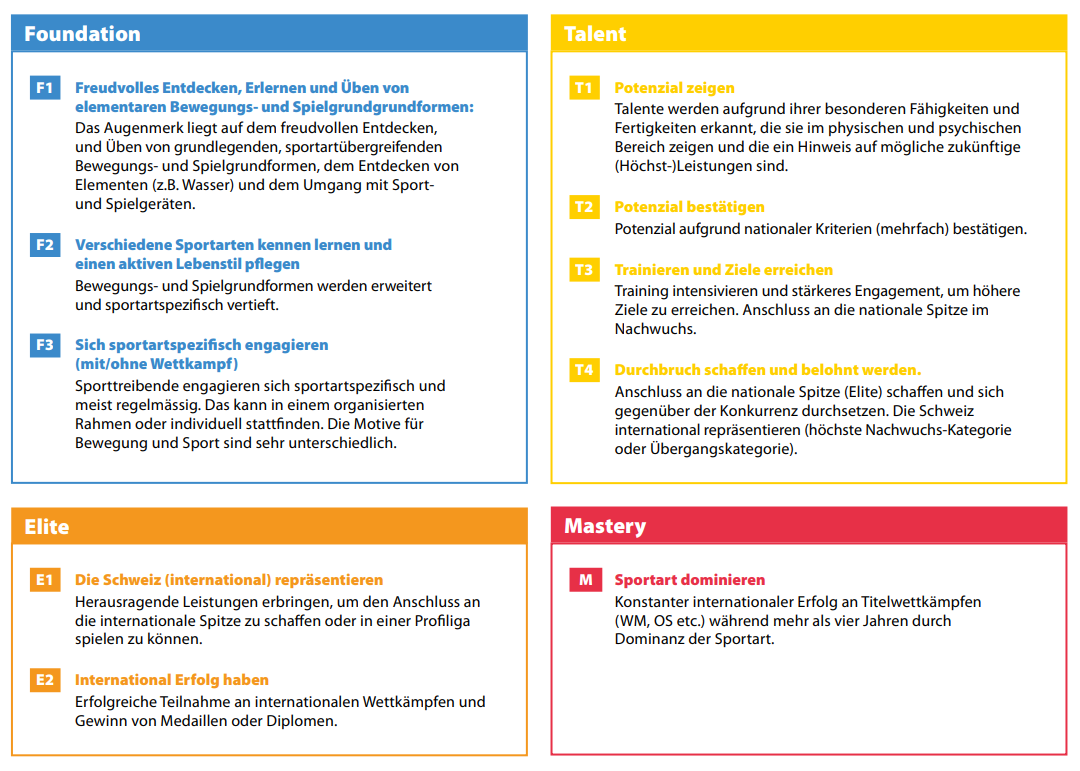 Foundation
F1 Freudvolles Entdecken, Erlernen und Üben von
elementaren Bewegungs- und Spielgrundgrundformen:
Das Augenmerk liegt auf dem freudvollen Entdecken,
und Üben von grundlegenden, sportartübergreifenden
Bewegungs- und Spielgrundformen, dem Entdecken von
Elementen (z.B. Wasser) und dem Umgang mit Sport-
und Spielgeräten.
F2 Verschiedene Sportarten kennen lernen und
einen aktiven Lebenstil pflegen
Bewegungs- und Spielgrundformen werden erweitert
und sportartspezifisch vertieft.
F3 Sich sportartspezifisch engagieren
(mit/ohne Wettkampf)
Sporttreibende engagieren sich sportartspezifisch und
meist regelmässig. Das kann in einem organisierten
Rahmen oder individuell stattfinden. Die Motive für
Bewegung und Sport sind sehr unterschiedlich.
Talent
T1 Potenzial zeigen
Talente werden aufgrund ihrer besonderen Fähigkeiten und
Fertigkeiten erkannt, die sie im physischen und psychischen
Bereich zeigen und die ein Hinweis auf mögliche zukünftige
(Höchst-)Leistungen sind.
T2 Potenzial bestätigen
Potenzial aufgrund nationaler Kriterien (mehrfach) bestätigen.
T3 Trainieren und Ziele erreichen
Training intensivieren und stärkeres Engagement, um höhere
Ziele zu erreichen. Anschluss an die nationale Spitze im
Nachwuchs.
T4 Durchbruch schaffen und belohnt werden.
Anschluss an die nationale Spitze (Elite) schaffen und sich
gegenüber der Konkurrenz durchsetzen. Die Schweiz
international repräsentieren (höchste Nachwuchs-Kategorie
oder Übergangskategorie).
Elite
E1 Die Schweiz (international) repräsentieren
Herausragende Leistungen erbringen, um den Anschluss an
die internationale Spitze zu schaffen oder in einer Profiliga
spielen zu können.
E2 International Erfolg haben
Erfolgreiche Teilnahme an internationalen Wettkämpfen und
Gewinn von Medaillen oder Diplomen.
Mastery
M Sportart dominieren
Konstanter internationaler Erfolg an Titelwettkämpfen
(WM, OS etc.) während mehr als vier Jahren durch
Dominanz der Sportart.